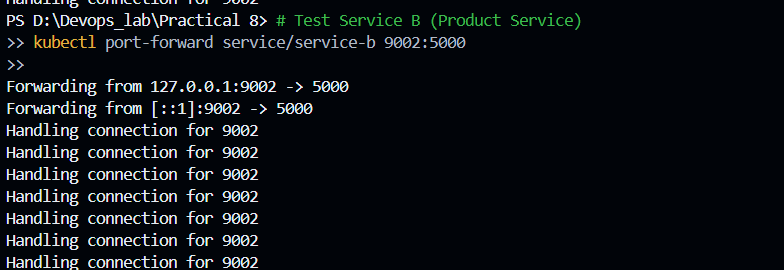 Handling connection for 9002
PS D:\Devops_lab\Practical 8> # Test Service B (Product Service)
>> kubectl port-forward service/service-b 9002:5000
>>
Forwarding from 127.0.0.1:9002 -> 5000
Forwarding from [::1]:9002 -> 5000
Handling connection for 9002
Handling connection for 9002
Handling connection for 9002
Handling connection for 9002
Handling connection for 9002
Handling connection for 9002
Handling connection for 9002